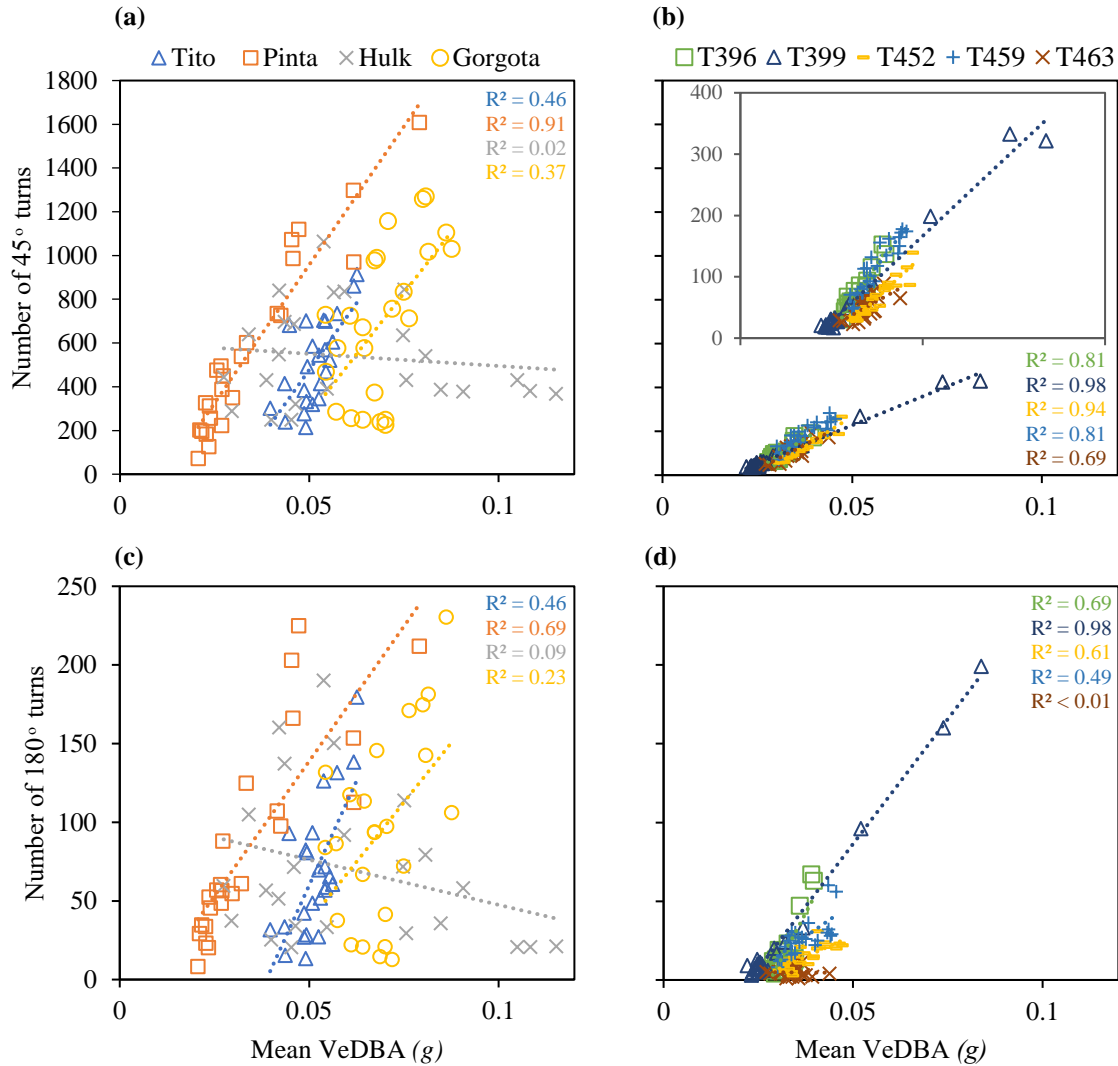 (a)
Tito Pinta Hulk Gorgota
1800
1600
1400
1200
1000
800
600
400
200
0
0 0.05 0.1
Number of 45° turns
R² = 0.46
R² = 0.91
R² = 0.02
R² = 0.37
(b)
T396 T399 T452 T459 T463
400
300
200
100
0
R² = 0.81
R² = 0.98
R² = 0.94
R² = 0.81
R² = 0.69
0 0.05 0.1
(c)
250
200
150
100
50
0
0 0.05 0.1
Number of 180° turns
Mean VeDBA (g)
R² = 0.46
R² = 0.69
R² = 0.09
R² = 0.23
(d)
R² = 0.69
R² = 0.98
R² = 0.61
R² = 0.49
R² < 0.01
0 0.05 0.1
Mean VeDBA (g)